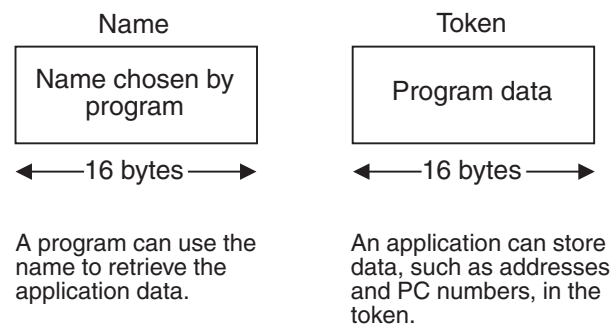 Name
Name chosen by
program
16 bytes
A program can use the
name to retrieve the
application data.
Token
Program data
16 bytes
An application can store
data, such as addresses
and PC numbers, in the
token.